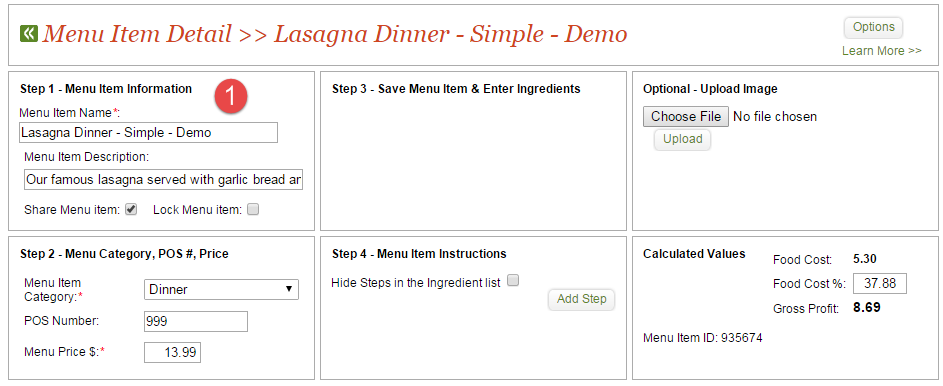 Menu Item Detail >> Lasagna Dinner - Simple - Demo
Options
Learn More >>
Step 1 - Menu Item Information
1
Menu Item Name*:
Lasagna Dinner - Simple - Demo
Menu Item Description:
Our famous lasagna served with garlic bread ar
Share Menu item:
Lock Menu item:
Step 3 - Save Menu Item & Enter Ingredients
Optional - Upload Image
Choose File No file chosen
Upload
Step 2 - Menu Category, POS #, Price
Menu Item
Category:*
Dinner
POS Number:
999
Menu Price $:*
13.99
Step 4 - Menu Item Instructions
Hide Steps in the Ingredient list
Add Step
Calculated Values
Food Cost: 5.30
Food Cost %: 37.88
Gross Profit: 8.69
Menu Item ID: 935674